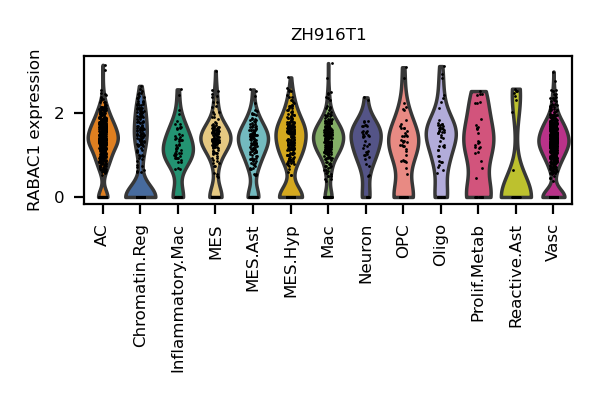 ZH916T1
RABAC1 expression
2
0
AC
Chromatin.Reg
Inflammatory.Mac
MES
MES.Ast
MES.Hyp
Mac
Neuron
OPC
Oligo
Prolif.Metab
Reactive.Ast
Vasc